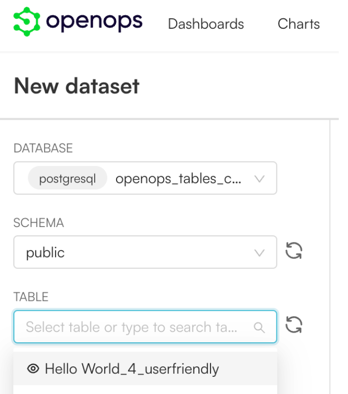 openops Dashboards Charts
New dataset
DATABASE
postgresql openops_tables_c...
SCHEMA
public
TABLE
Select table or type to search ta...
Hello World_4_userfriendly